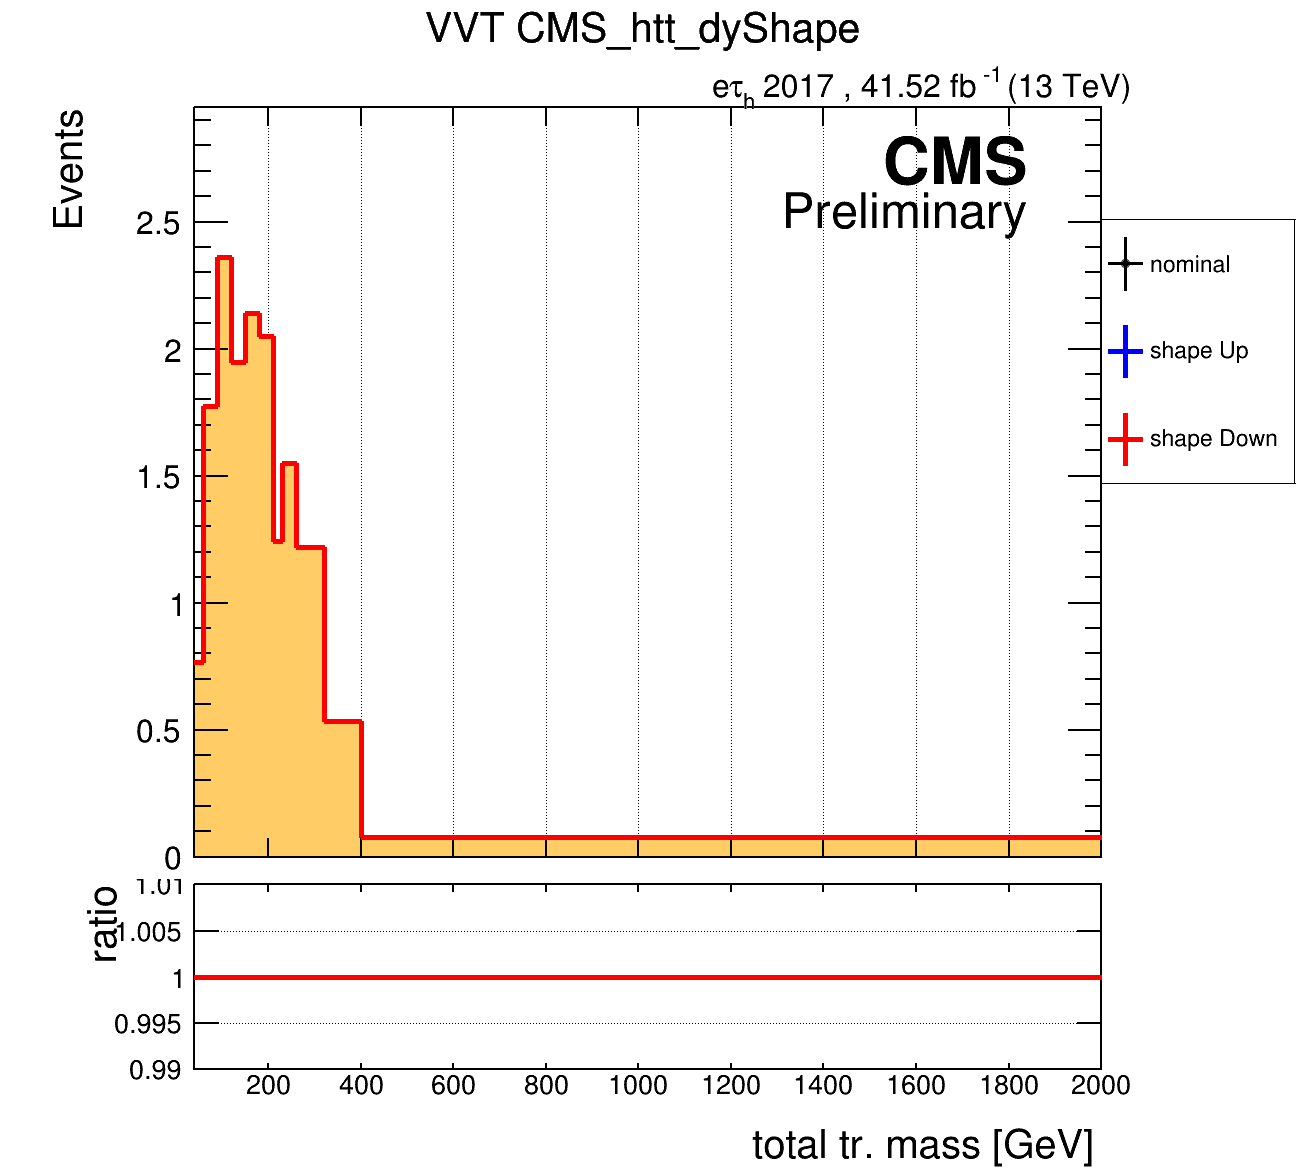 VVT CMS_htt_dyShape
eτh 2017 , 41.52 fb -1 (13 TeV)
Events
CMS
Preliminary
2.5
2
1.5
1
0.5
0
nominal
shape Up
shape Down
ratio
1.01
1.005
1
0.995
0.99
200 400 600 800 1000 1200 1400 1600 1800 2000
total tr. mass [GeV]